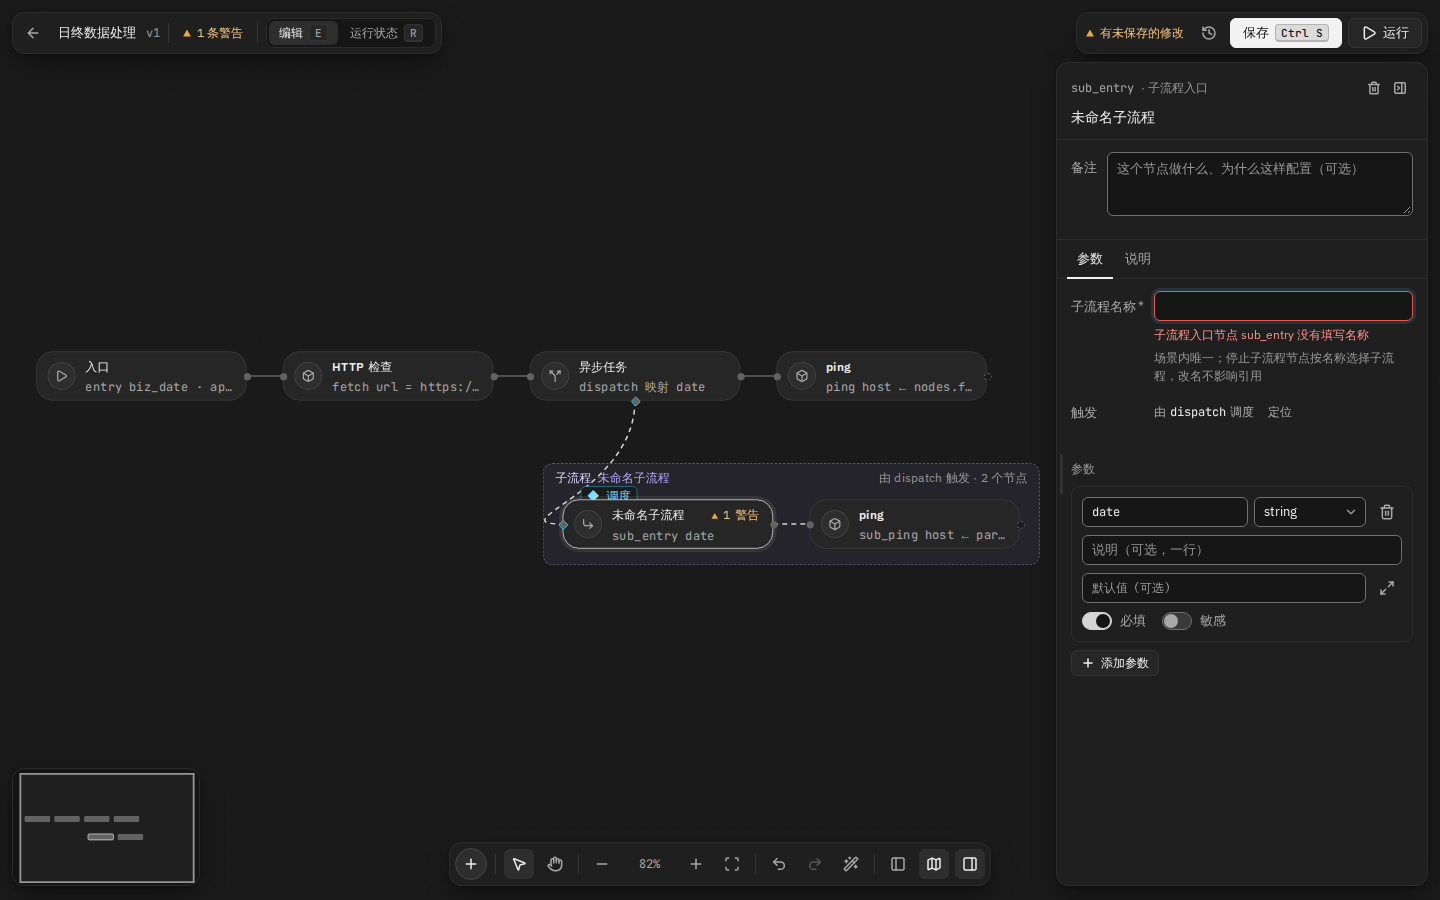 日终数据处理 v1
1 条警告
编辑 E
运行状态 R
有未保存的修改
保存 Ctrl S
运行
sub_entry · 子流程入口
未命名子流程
备注
这个节点做什么、为什么这样配置（可选）
参数
说明
子流程名称*
子流程入口节点 sub_entry 没有填写名称
场景内唯一；停止子流程节点按名称选择子流
程，改名不影响引用
触发
由 dispatch 调度
定位
参数
date
string
说明（可选，一行）
默认值（可选）
必填
敏感
添加参数
入口
entry biz_date · ap…
HTTP 检查
fetch url = https:/…
异步任务
dispatch 映射 date
ping
ping host ← nodes.f…
子流程 · 未命名子流程
由 dispatch 触发 · 2 个节点
调度
未命名子流程
1 警告
sub_entry date
ping
sub_ping host ← par…
82%